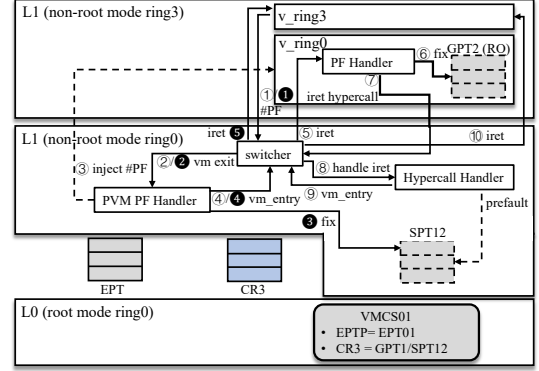 L1 (non-root mode ring3)
v_ring3
v_ring0
PF Handler
⑥ fix
GPT2 (RO)
⑦
①/❶
#PF
iret hypercall
L1 (non-root mode ring0)
iret ❺
⑤ iret
⑩ iret
③ inject #PF
②/❷ vm exit
switcher
⑧ handle iret
Hypercall Handler
⑨ vm_entry
PVM PF Handler
④/❹ vm_entry
prefault
❸ fix
SPT12
EPT
CR3
L0 (root mode ring0)
VMCS01
• EPTP= EPT01
• CR3 = GPT1/SPT12